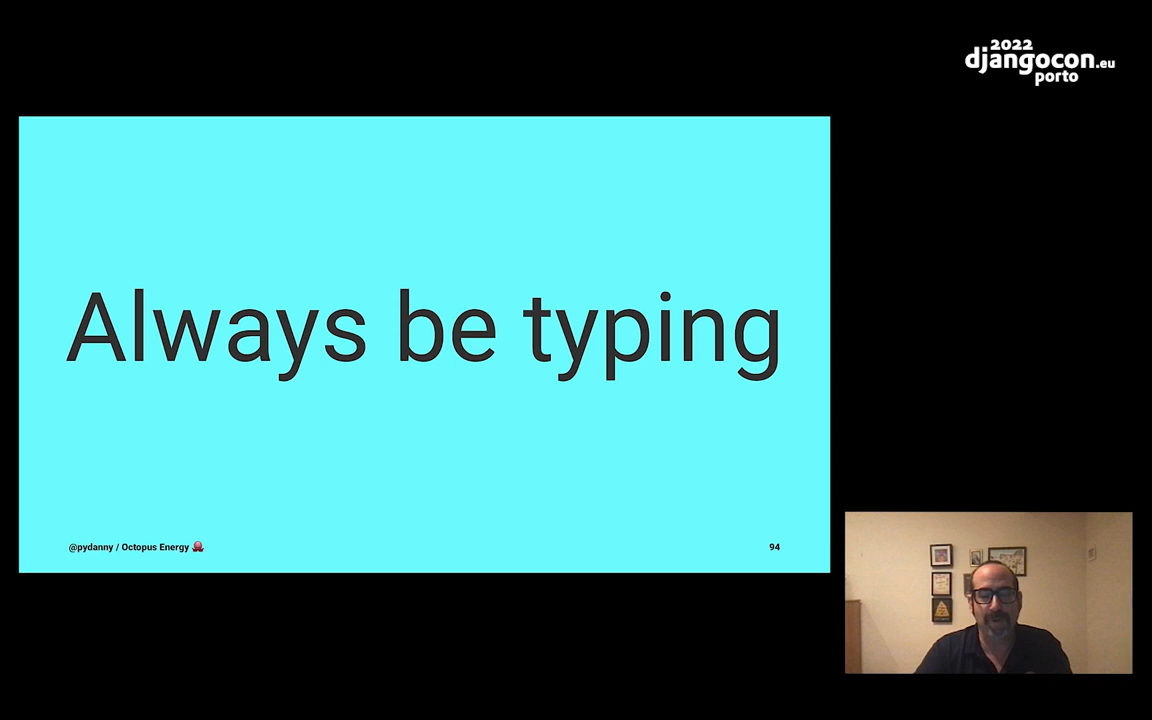 2022
djangocon.eu
porto
Always be typing
@pydanny / Octopus Energy 🐙
94